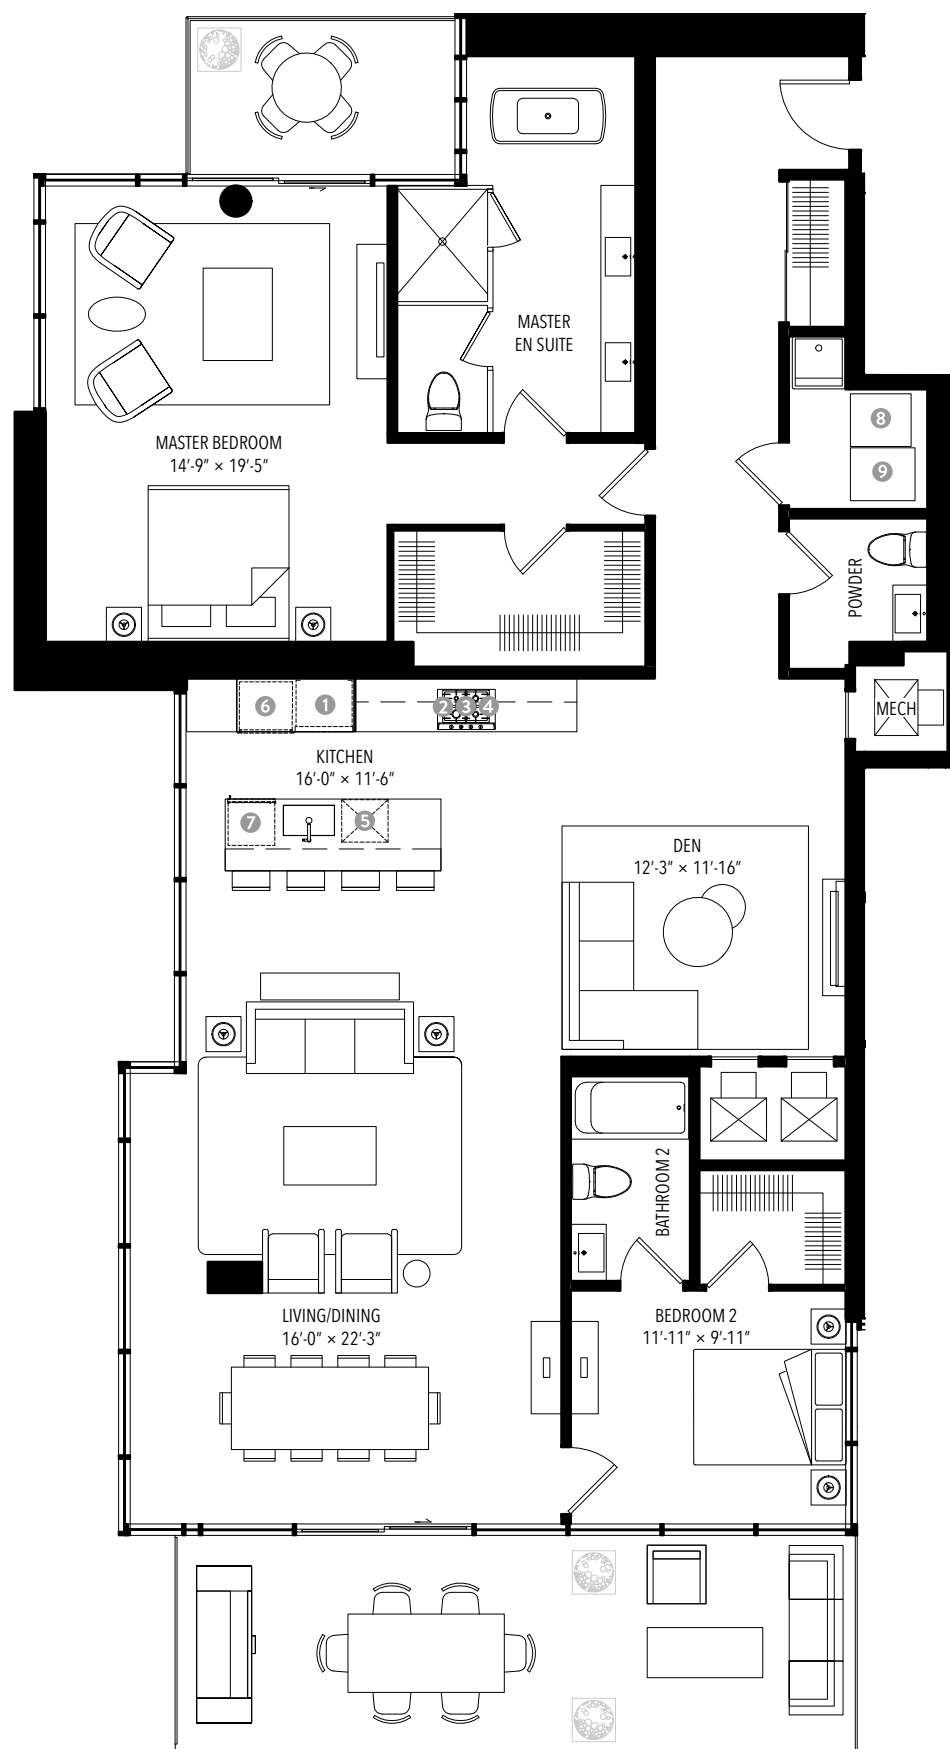 MASTER
EN SUITE
MASTER BEDROOM
14'-9" × 19'-5"
8
9
POWDER
MECH
6
1
2
3
4
KITCHEN
16'-0" × 11'-6"
7
5
DEN
12'-3" × 11'-16"
BATHROOM 2
LIVING/DINING
16'-0" × 22'-3"
BEDROOM 2
11'-11" × 9'-11"